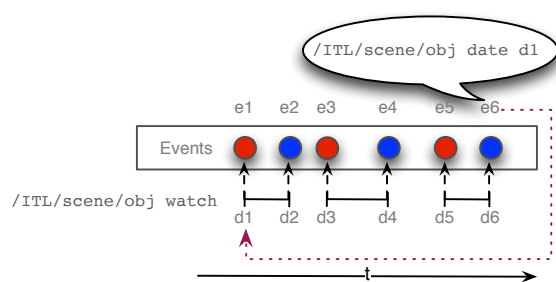 /ITL/scene/obj date d1
e1 e2 e3 e4 e5 e6
Events
/ITL/scene/obj watch
d1 d2 d3 d4 d5 d6
t